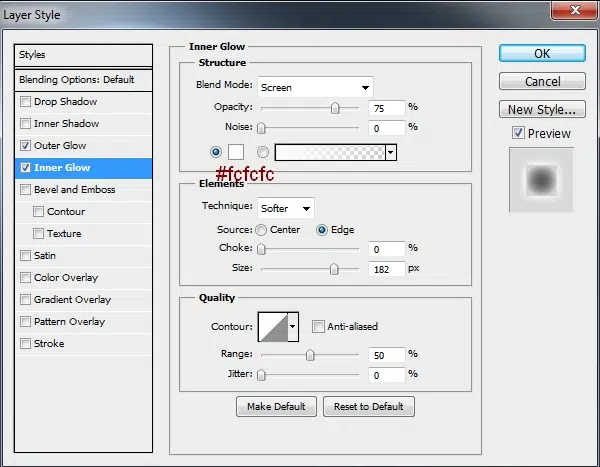 Layer Style
Styles
Blending Options: Default
Drop Shadow
Inner Shadow
Outer Glow
Inner Glow
Bevel and Emboss
Contour
Texture
Satin
Color Overlay
Gradient Overlay
Pattern Overlay
Stroke
Inner Glow
Structure
Blend Mode: Screen
Opacity: 75 %
Noise: 0 %
#fcfcfc
Elements
Technique: Softer
Source: Center Edge
Choke: 0 %
Size: 182 px
Quality
Contour: Anti-aliased
Range: 50 %
Jitter: 0 %
Make Default Reset to Default
OK
Cancel
New Style...
Preview